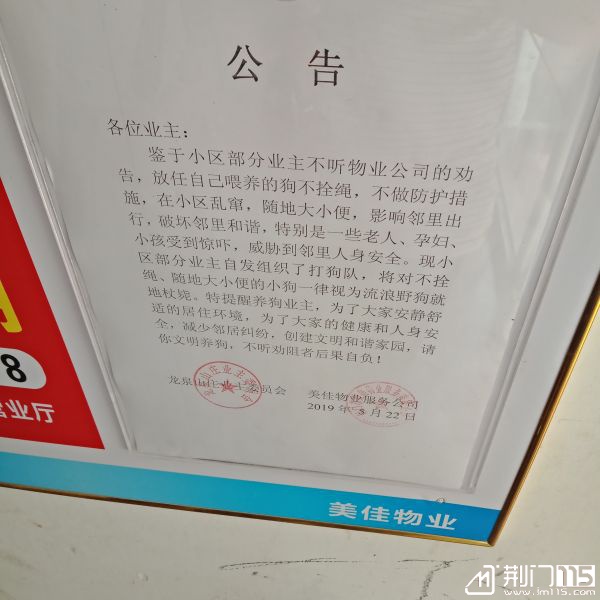 公告
各位业主：
鉴于小区部分业主不听物业公司的劝
告，放任自己喂养的狗不拴绳，不做防护措
施，在小区乱窜，随地大小便，影响邻里出
行，破坏邻里和谐，特别是一些老人、孕妇、
小孩受到惊吓，威胁到邻里人身安全。现小
区部分业主自发组织了打狗队，将对不拴
绳、随地大小便的小狗一律视为流浪野狗就
地杖毙。特提醒养狗业主，为了大家安静舒
适的居住环境，为了大家的健康和人身安
全，减少邻居纠纷，创建文明和谐家园，请
你文明养狗，不听劝阻者后果自负！
龙泉山庄业主委员会 美佳物业服务公司
2019年5月22日
8
营业厅
美佳物业
荆门115
www.jm115.com